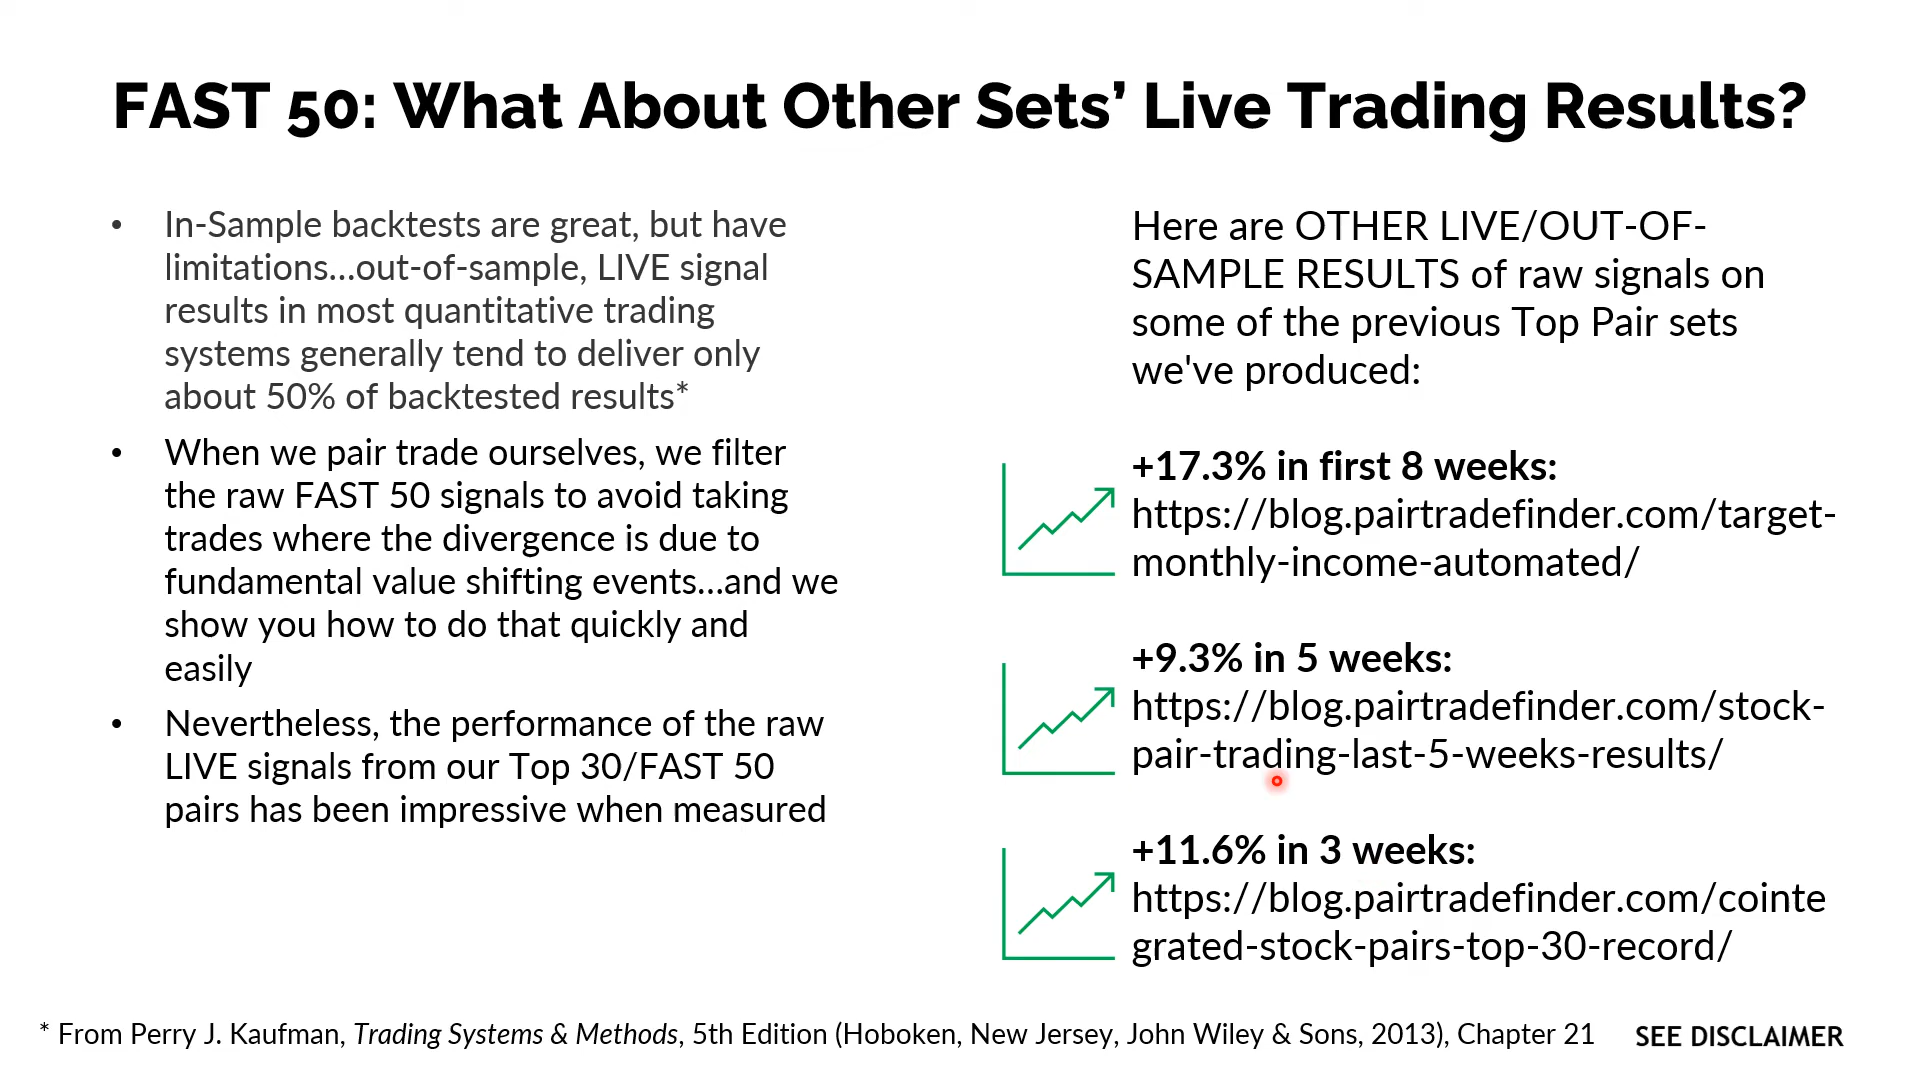 FAST 50: What About Other Sets’ Live Trading Results?
• In-Sample backtests are great, but have
limitations...out-of-sample, LIVE signal
results in most quantitative trading
systems generally tend to deliver only
about 50% of backtested results*
• When we pair trade ourselves, we filter
the raw FAST 50 signals to avoid taking
trades where the divergence is due to
fundamental value shifting events...and we
show you how to do that quickly and
easily
• Nevertheless, the performance of the raw
LIVE signals from our Top 30/FAST 50
pairs has been impressive when measured
Here are OTHER LIVE/OUT-OF-
SAMPLE RESULTS of raw signals on
some of the previous Top Pair sets
we've produced:
+17.3% in first 8 weeks:
https://blog.pairtradefinder.com/target-
monthly-income-automated/
+9.3% in 5 weeks:
https://blog.pairtradefinder.com/stock-
pair-trading-last-5-weeks-results/
+11.6% in 3 weeks:
https://blog.pairtradefinder.com/cointe
grated-stock-pairs-top-30-record/
* From Perry J. Kaufman, Trading Systems & Methods, 5th Edition (Hoboken, New Jersey, John Wiley & Sons, 2013), Chapter 21
SEE DISCLAIMER